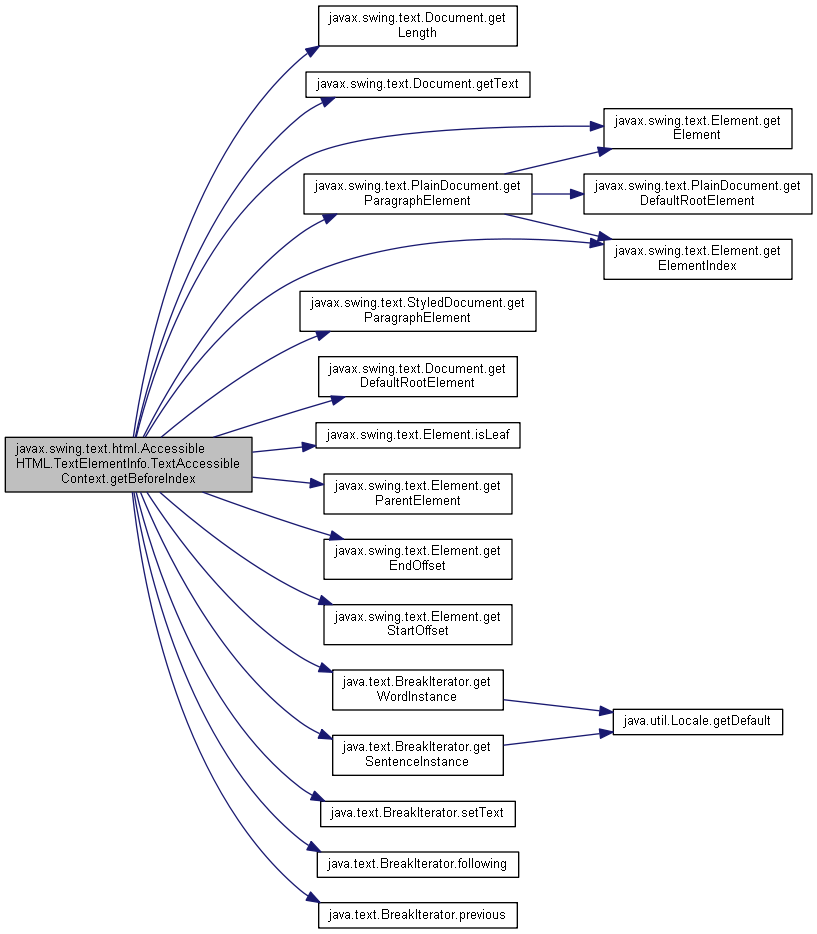 javax.swing.text.Document.get
Length
javax.swing.text.Document.getText
javax.swing.text.Element.get
Element
javax.swing.text.PlainDocument.get
ParagraphElement
javax.swing.text.PlainDocument.get
DefaultRootElement
javax.swing.text.Element.get
ElementIndex
javax.swing.text.StyledDocument.get
ParagraphElement
javax.swing.text.Document.get
DefaultRootElement
javax.swing.text.Element.isLeaf
javax.swing.text.html.Accessible
HTML.TextElementInfo.TextAccessible
Context.getBeforeIndex
javax.swing.text.Element.get
ParentElement
javax.swing.text.Element.get
EndOffset
javax.swing.text.Element.get
StartOffset
java.text.BreakIterator.get
WordInstance
java.util.Locale.getDefault
java.text.BreakIterator.get
SentenceInstance
java.text.BreakIterator.setText
java.text.BreakIterator.following
java.text.BreakIterator.previous